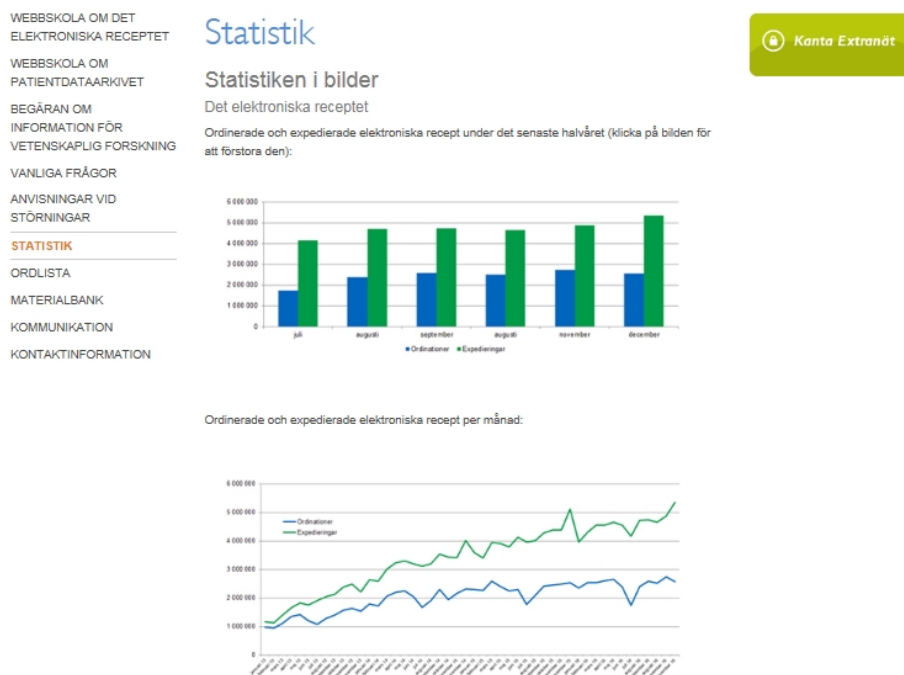 WEBBSKOLA OM DET
ELEKTRONISKA RECEPTET
WEBBSKOLA OM
PATIENTDATAARKIVET
BEGÄRAN OM
INFORMATION FÖR
VETENSKAPLIG FORSKNING
VANLIGA FRÅGOR
ANVISNINGAR VID
STÖRNINGAR
STATISTIK
ORDLISTA
MATERIALBANK
KOMMUNIKATION
KONTAKTINFORMATION
Statistik
Kanta Extranät
Statistiken i bilder
Det elektroniska receptet
Ordinerade och expedierade elektroniska recept under det senaste halvåret (klicka på bilden för
att förstora den):
6 000 000
5 000 000
4 000 000
3 000 000
2 000 000
1 000 000
0
juli augusti september augusti november december
Ordinationer Expedieringar
Ordinerade och expedierade elektroniska recept per månad:
6 000 000
5 000 000
4 000 000
3 000 000
2 000 000
1 000 000
0
Ordinationer
Expedieringar